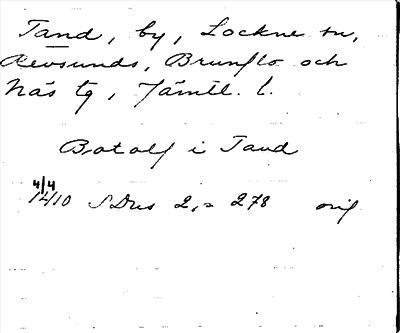 Tand, by, Lockne sn,
Revsunds, Brunflo och
Näs tg, Jämtl. l.
Botolf i Tand
4/4
1410 SDns 2, s 278 orig